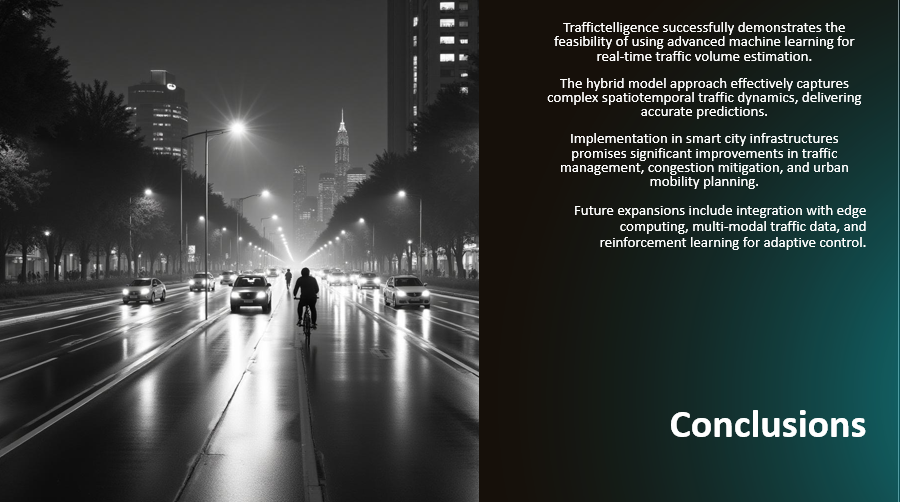 Traffictelligence successfully demonstrates the
feasibility of using advanced machine learning for
real-time traffic volume estimation.
The hybrid model approach effectively captures
complex spatiotemporal traffic dynamics, delivering
accurate predictions.
Implementation in smart city infrastructures
promises significant improvements in traffic
management, congestion mitigation, and urban
mobility planning.
Future expansions include integration with edge
computing, multi-modal traffic data, and
reinforcement learning for adaptive control.
Conclusions